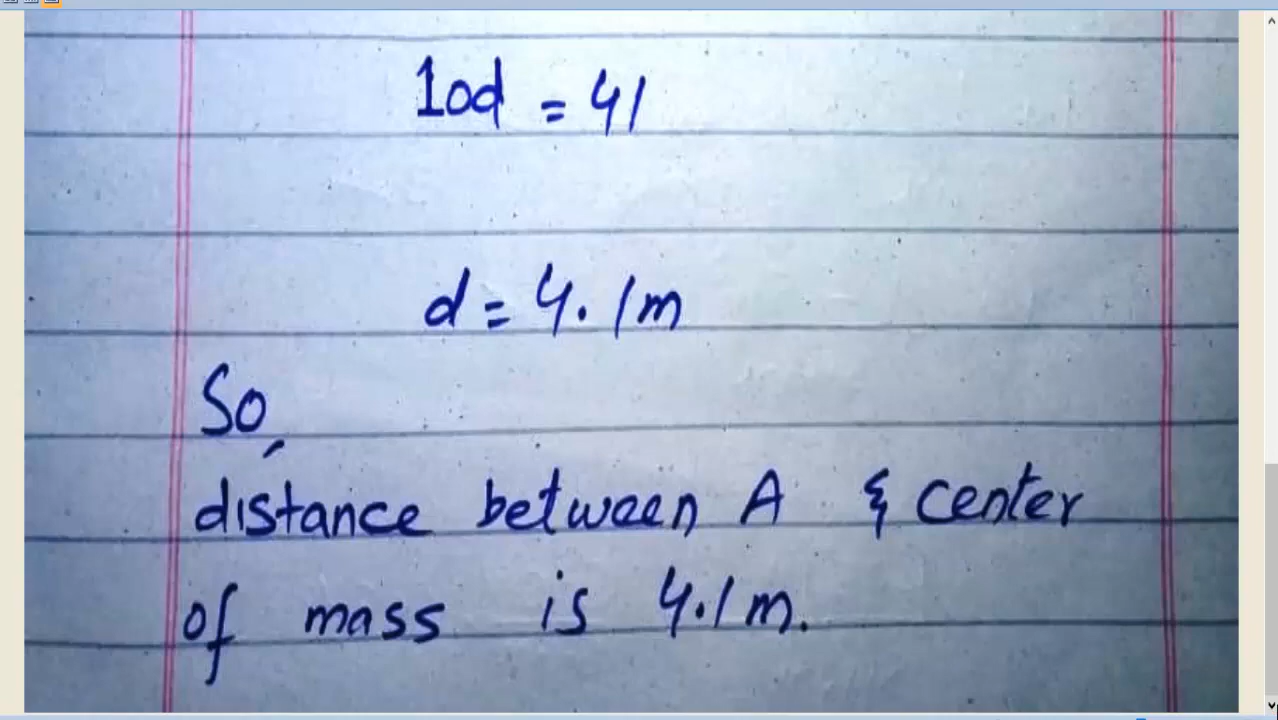 10d = 41
d = 4.1m
So,
distance between A & center
of mass is 4.1m.